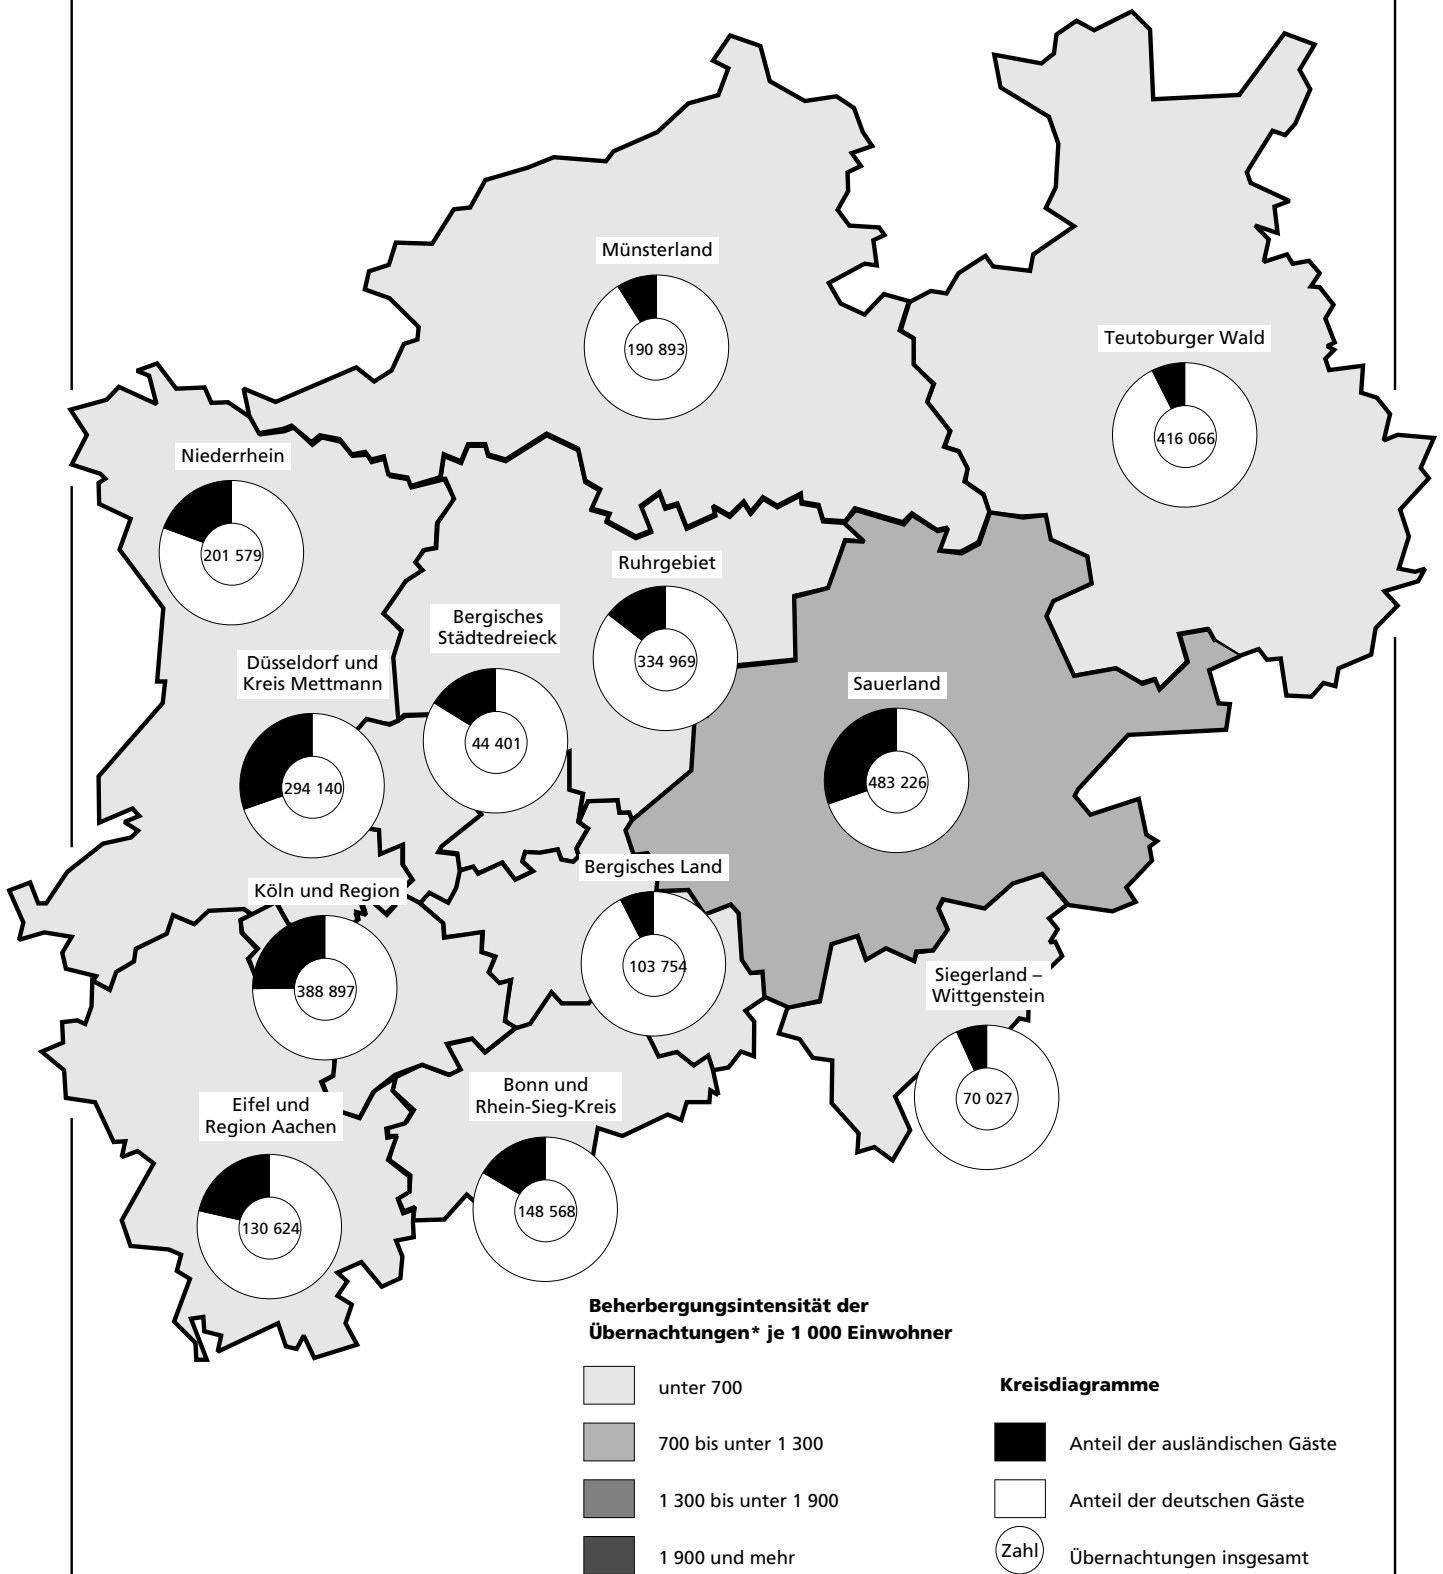 Münsterland
190 893
Teutoburger Wald
416 066
Niederrhein
201 579
Ruhrgebiet
334 969
Bergisches
Städtedreieck
44 401
Düsseldorf und
Kreis Mettmann
294 140
Sauerland
483 226
Bergisches Land
103 754
Köln und Region
388 897
Siegerland –
Wittgenstein
70 027
Bonn und
Rhein-Sieg-Kreis
148 568
Eifel und
Region Aachen
130 624
Beherbergungsintensität der
Übernachtungen* je 1 000 Einwohner
unter 700
700 bis unter 1 300
1 300 bis unter 1 900
1 900 und mehr
Kreisdiagramme
Anteil der ausländischen Gäste
Anteil der deutschen Gäste
Zahl
Übernachtungen insgesamt